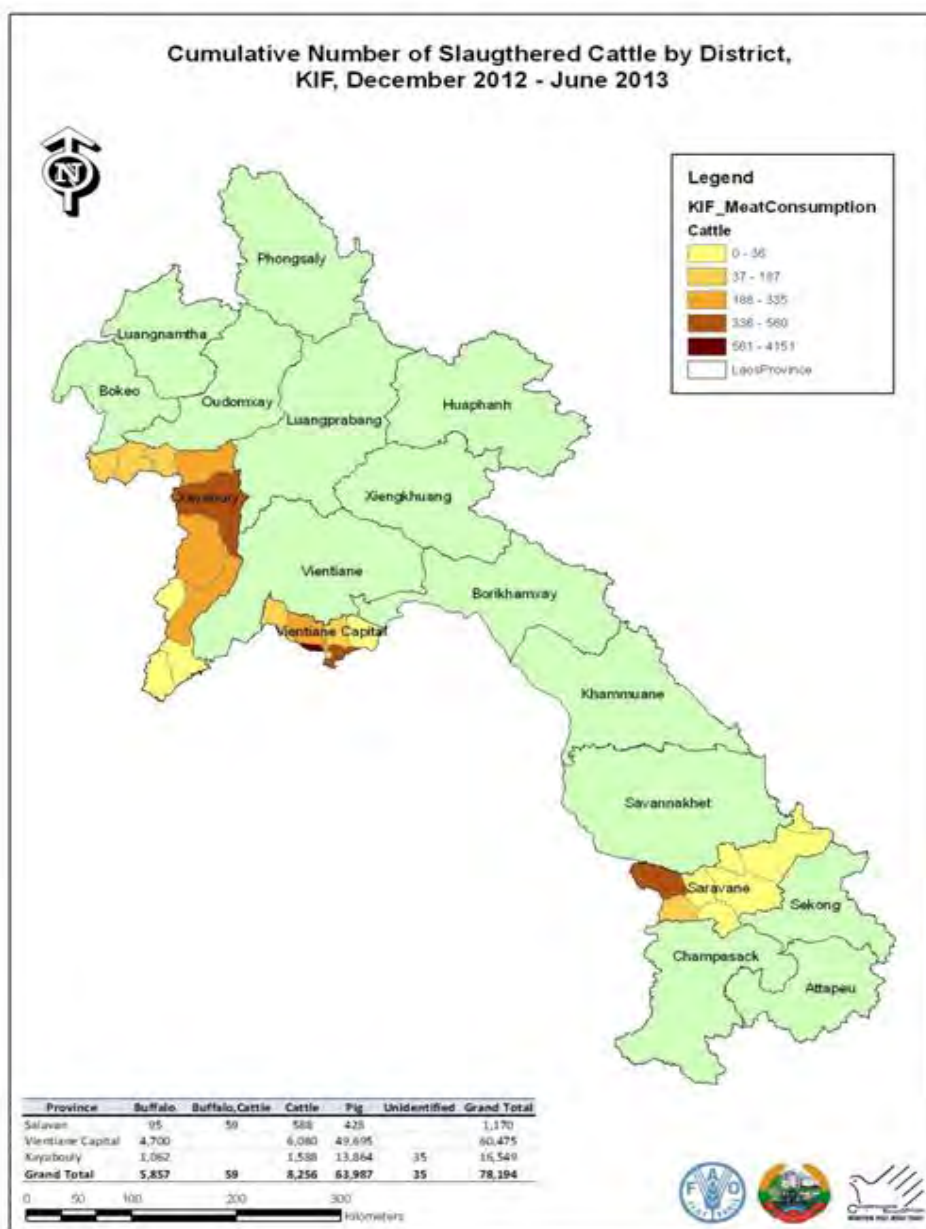 Cumulative Number of Slaugthered Cattle by District,
KIF, December 2012 - June 2013
N
Legend
KIF_MeatConsumption
Cattle
0 - 36
37 - 187
188 - 335
336 - 560
561 - 4151
LaosProvince
Phongsaly
Luangnamtha
Bokeo
Oudomxay
Luangprabang
Huaphanh
Xayabury
Xiengkhuang
Vientiane
Borikhamxay
Vientiane Capital
Khammuane
Savannakhet
Saravane
Sekong
Champasack
Attapeu
Province Buffalo Buffalo,Cattle Cattle Pig Unidentified Grand Total
Salavan 95 59 588 428 1,170
Vientiane Capital 4,700 6,080 49,695 60,475
Xayabouly 1,062 1,588 13,864 35 16,549
Grand Total 5,857 59 8,256 63,987 35 78,194
0 50 100 200 300
Kilometers
F A O